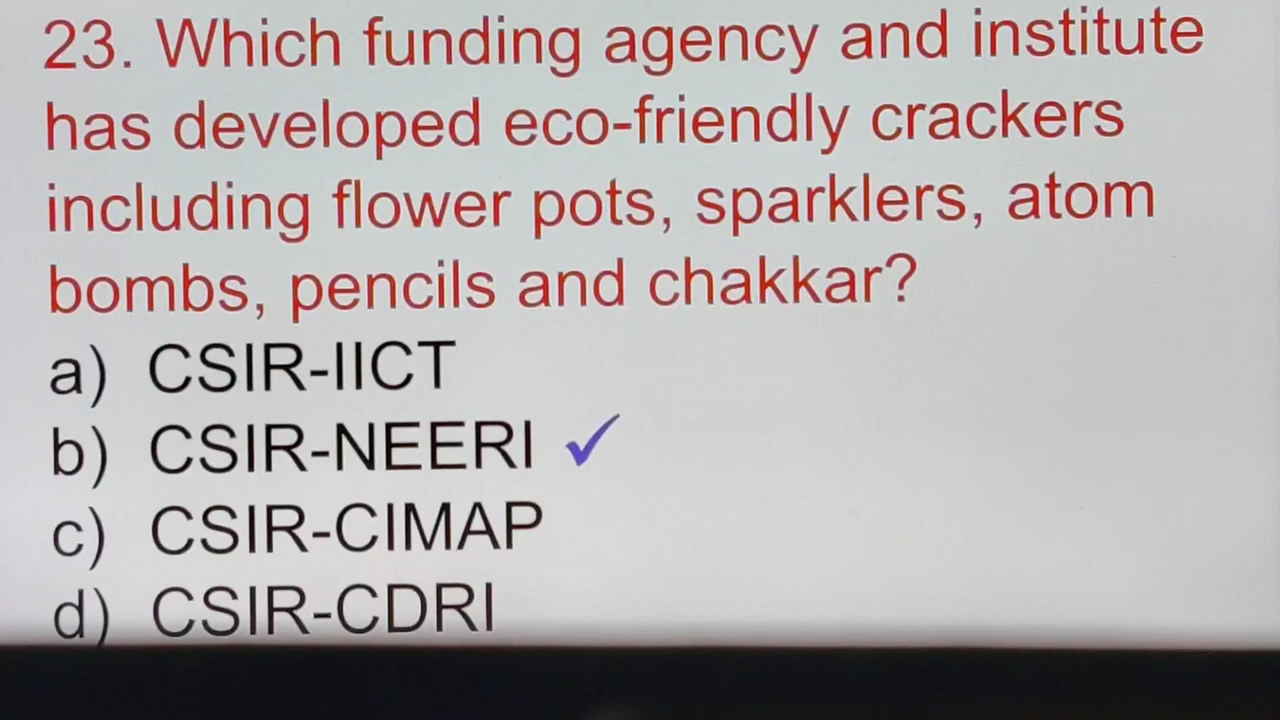 23. Which funding agency and institute
has developed eco-friendly crackers
including flower pots, sparklers, atom
bombs, pencils and chakkar?
a) CSIR-IICT
b) CSIR-NEERI ✓
c) CSIR-CIMAP
d) CSIR-CDRI